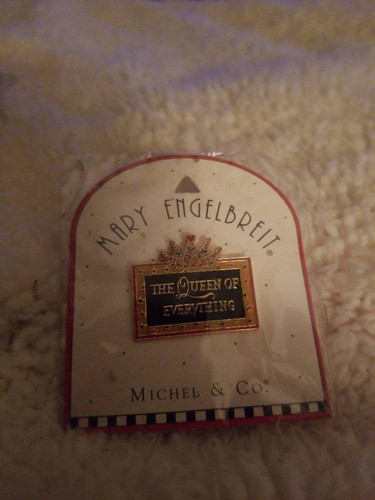 MARY ENGELBREIT®
THE QUEEN OF
EVERYTHING
MICHEL & CO.